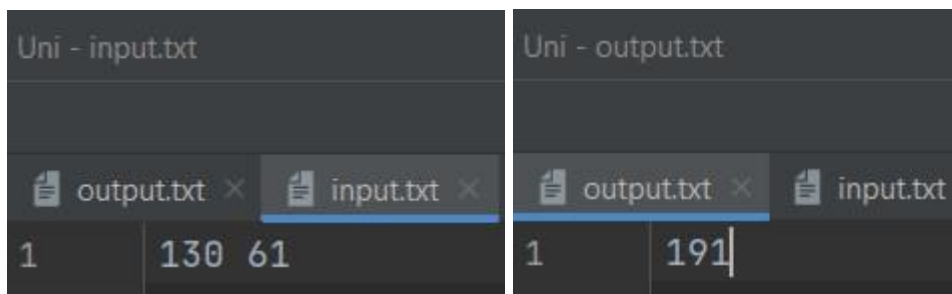 Uni - input.txt
output.txt × input.txt ×
1 130 61
Uni - output.txt
output.txt × input.txt
1 191